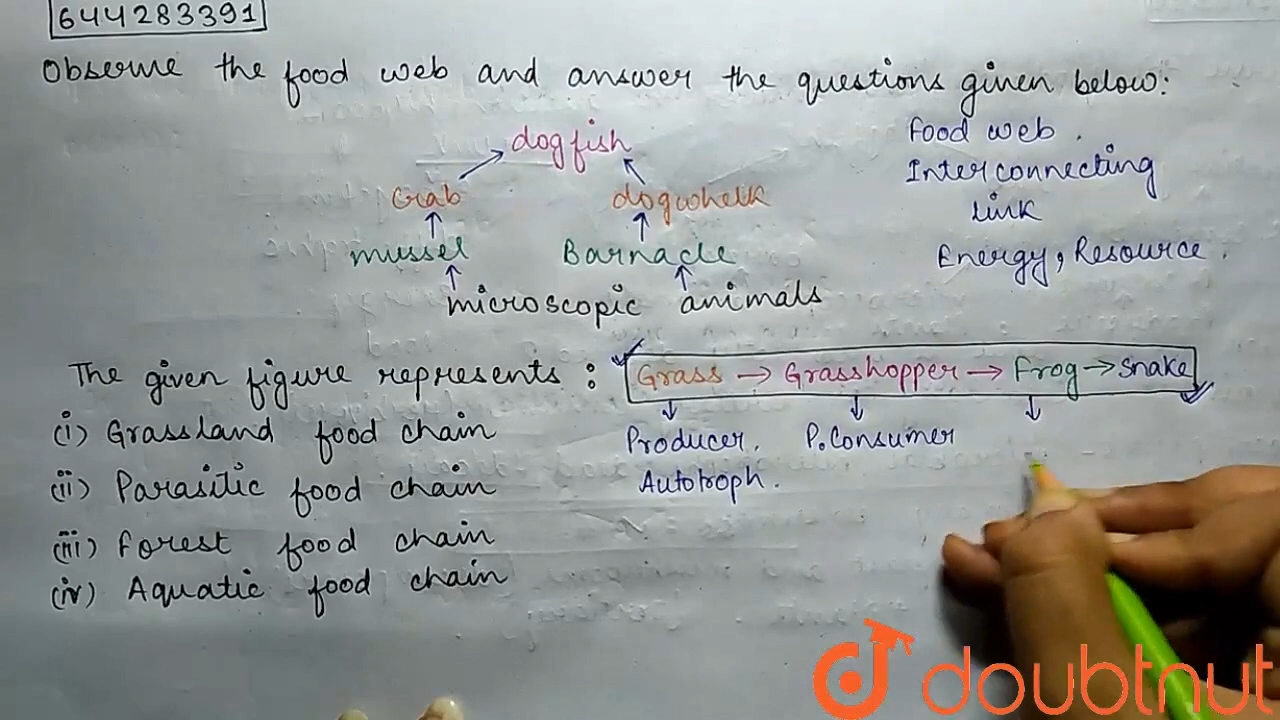 644283391
Observe the food web and answer the questions given below:
dogfish
Crab dogwhelk
mussel Barnacle
microscopic animals
Food web.
Interconnecting
Link
Energy, Resource.
The given figure represents :
(i) Grassland food chain
(ii) Parasitic food chain
(iii) Forest food chain
(iv) Aquatic food chain
Grass → Grasshopper → Frog → Snake
Producer. P.Consumer
Autotroph.
doubtnut